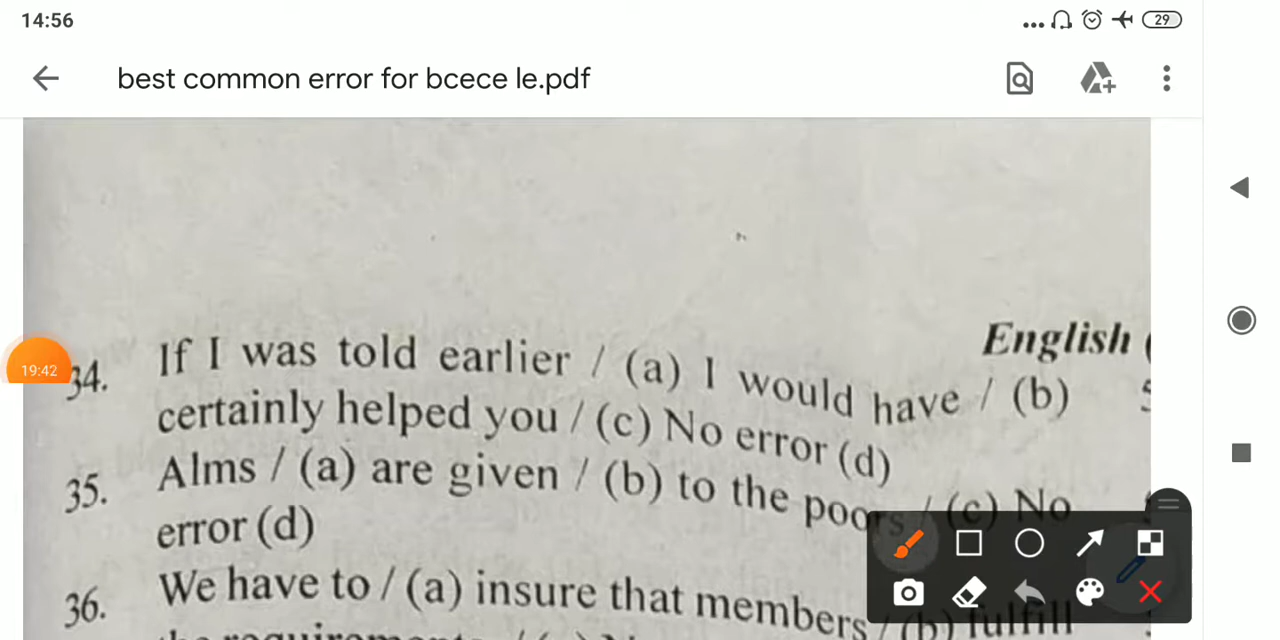 14:56
29
best common error for bcece le.pdf
English (
34. If I was told earlier / (a) I would have / (b)
certainly helped you / (c) No error (d)
35. Alms / (a) are given / (b) to the poors / (c) No
error (d)
36. We have to / (a) insure that members / (b) fulfill
19:42